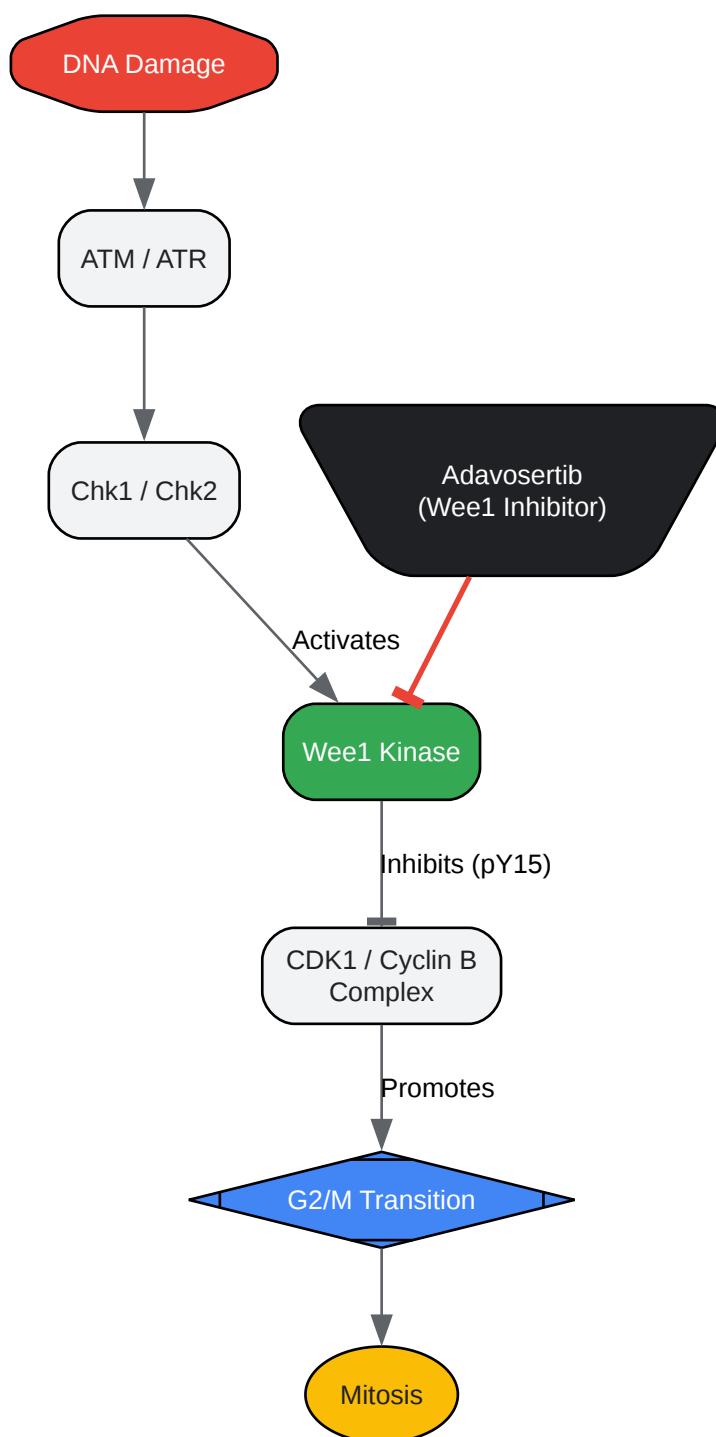 DNA Damage
ATM / ATR
Chk1 / Chk2
Adavosertib
(Wee1 Inhibitor)
Activates
Wee1 Kinase
Inhibits (pY15)
CDK1 / Cyclin B
Complex
Promotes
G2/M Transition
Mitosis